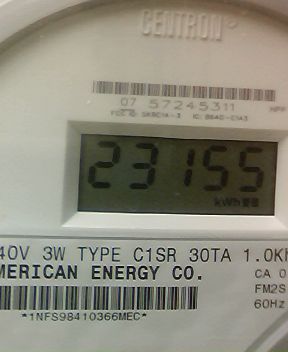 CENTRON
07 57245311
23155
kWh
40V 3W TYPE C1SR 30TA 1.0Kh
MERICAN ENERGY CO. CA 0
FM2S
60Hz
*1NFS98410366MEC*